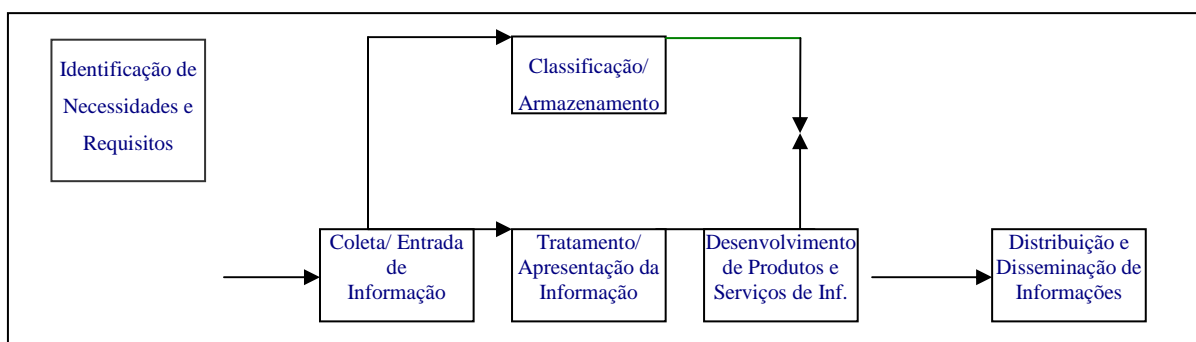 Identificação de
Necessidades e
Requisitos
Classificação/
Armazenamento
Coleta/ Entrada
de
Informação
Tratamento/
Apresentação da
Informação
Desenvolvimento
de Produtos e
Serviços de Inf.
Distribuição e
Disseminação de
Informações